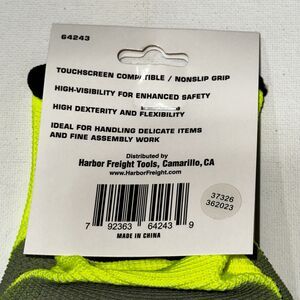 64243
TOUCHSCREEN COMPATIBLE / NONSLIP GRIP
HIGH-VISIBILITY FOR ENHANCED SAFETY
HIGH DEXTERITY AND FLEXIBILITY
IDEAL FOR HANDLING DELICATE ITEMS
AND FINE ASSEMBLY WORK
Distributed by
Harbor Freight Tools, Camarillo, CA
www.HarborFreight.com
37326
362023
7 92363 64243 9
MADE IN CHINA